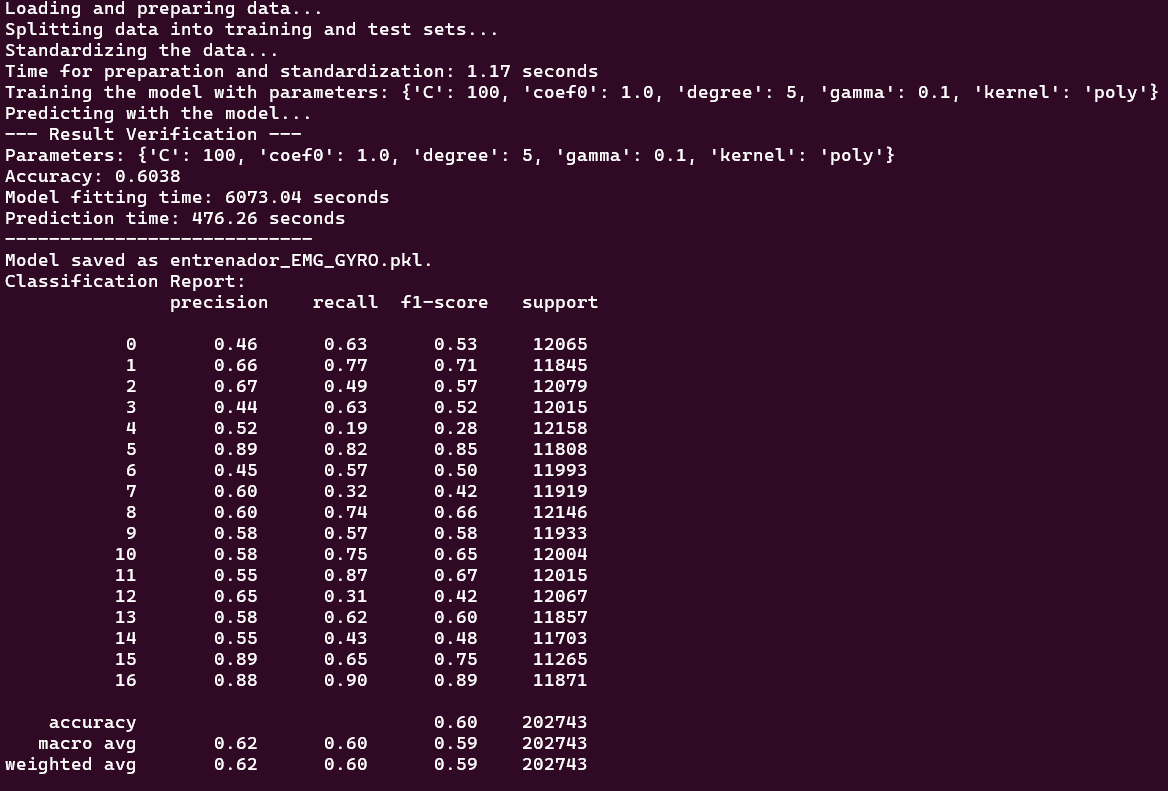 Loading and preparing data...
Splitting data into training and test sets...
Standardizing the data...
Time for preparation and standardization: 1.17 seconds
Training the model with parameters: {'C': 100, 'coef0': 1.0, 'degree': 5, 'gamma': 0.1, 'kernel': 'poly'}
Predicting with the model...
--- Result Verification ---
Parameters: {'C': 100, 'coef0': 1.0, 'degree': 5, 'gamma': 0.1, 'kernel': 'poly'}
Accuracy: 0.6038
Model fitting time: 6073.04 seconds
Prediction time: 476.26 seconds
----------------------------
Model saved as entrenador_EMG_GYRO.pkl.
Classification Report:
               precision    recall  f1-score   support

           0       0.46      0.63      0.53     12065
           1       0.66      0.77      0.71     11845
           2       0.67      0.49      0.57     12079
           3       0.44      0.63      0.52     12015
           4       0.52      0.19      0.28     12158
           5       0.89      0.82      0.85     11808
           6       0.45      0.57      0.50     11993
           7       0.60      0.32      0.42     11919
           8       0.60      0.74      0.66     12146
           9       0.58      0.57      0.58     11933
          10       0.58      0.75      0.65     12004
          11       0.55      0.87      0.67     12015
          12       0.65      0.31      0.42     12067
          13       0.58      0.62      0.60     11857
          14       0.55      0.43      0.48     11703
          15       0.89      0.65      0.75     11265
          16       0.88      0.90      0.89     11871

    accuracy                           0.60    202743
   macro avg       0.62      0.60      0.59    202743
weighted avg       0.62      0.60      0.59    202743